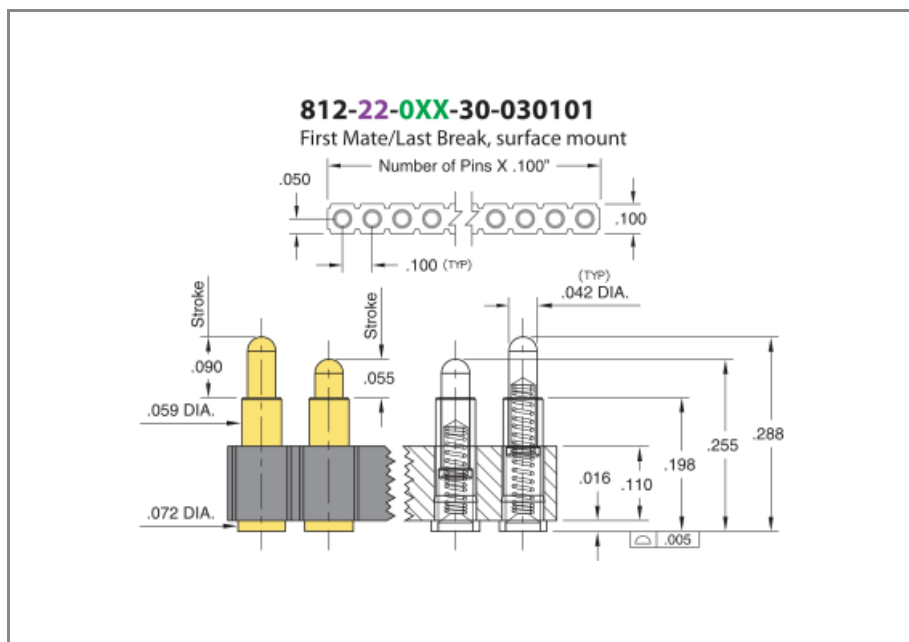 812-22-0XX-30-030101
First Mate/Last Break, surface mount
Number of Pins X .100"
.050
.100
.100 (TYP)
(TYP)
.042 DIA.
Stroke
Stroke
.090
.055
.059 DIA.
.072 DIA.
.016
.110
.198
.255
.288
.005